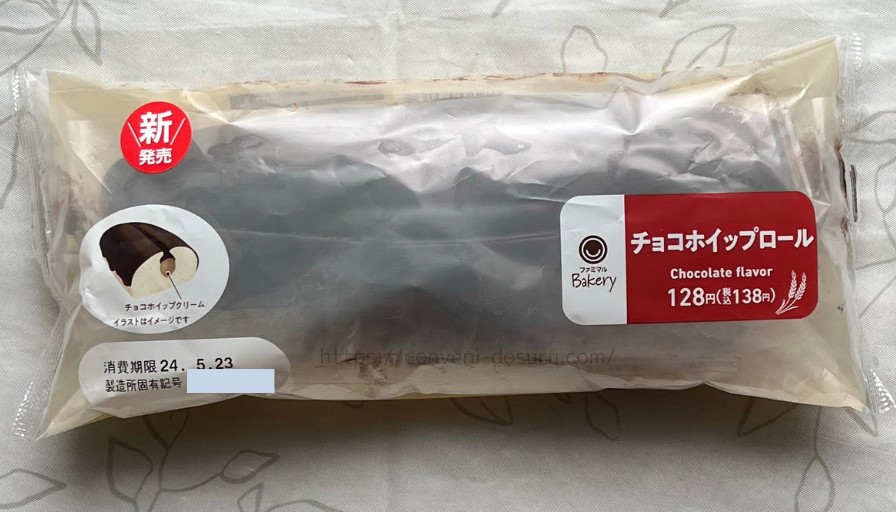 新
発売
チョコホイップクリーム
イラストはイメージです
消費期限 24. 5.23
製造所固有記号
ファミマル
Bakery
チョコホイップロール
Chocolate flavor
128円(税込138円)
https://conveni-dosuru.com/